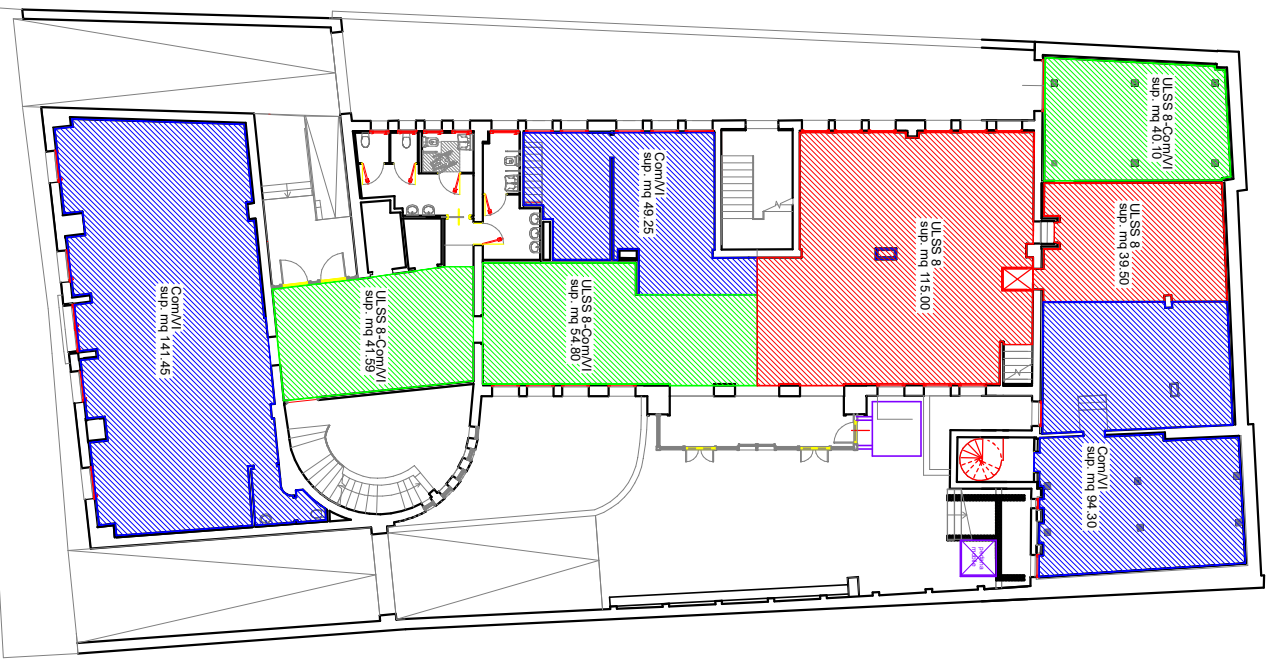 ULSS 8-Com/VI
sup. mq 40.10
ULSS 8
sup. mq 39.50
Com/VI
sup. mq 49.25
ULSS 8
sup. mq 115.00
ULSS 8-Com/VI
sup. mq 54.80
ULSS 8-Com/VI
sup. mq 41.59
Com/VI
sup. mq 141.45
Com/VI
sup. mq 94.30